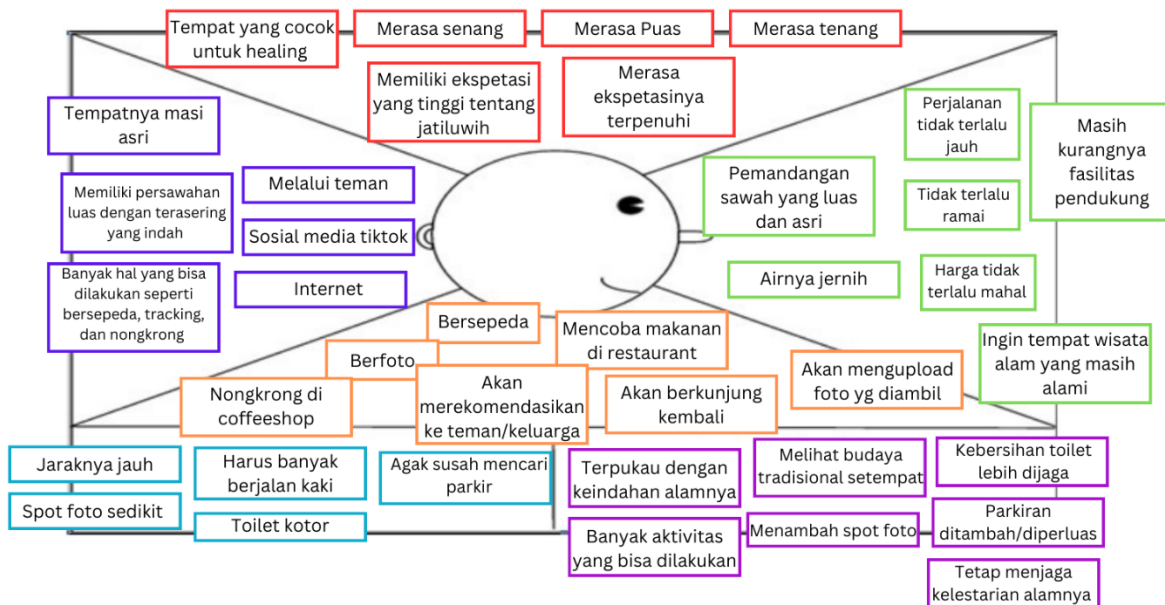 Tempat yang cocok
untuk healing
Merasa senang
Merasa Puas
Merasa tenang
Memiliki ekspetasi
yang tinggi tentang
jatiluwih
Merasa
ekspetasinya
terpenuhi
Tempatnya masi
asri
Memiliki persawahan
luas dengan terasering
yang indah
Banyak hal yang bisa
dilakukan seperti
bersepeda, tracking,
dan nongkrong
Melalui teman
Sosial media tiktok
Internet
Pemandangan
sawah yang luas
dan asri
Airnya jernih
Perjalanan
tidak terlalu
jauh
Tidak terlalu
ramai
Harga tidak
terlalu mahal
Masih
kurangnya
fasilitas
pendukung
Ingin tempat wisata
alam yang masih
alami
Bersepeda
Berfoto
Nongkrong di
coffeeshop
Mencoba makanan
di restaurant
Akan
merekomendasikan
ke teman/keluarga
Akan berkunjung
kembali
Akan mengupload
foto yg diambil
Jaraknya jauh
Spot foto sedikit
Harus banyak
berjalan kaki
Toilet kotor
Agak susah mencari
parkir
Terpukau dengan
keindahan alamnya
Banyak aktivitas
yang bisa dilakukan
Melihat budaya
tradisional setempat
Menambah spot foto
Kebersihan toilet
lebih dijaga
Parkiran
ditambah/diperluas
Tetap menjaga
kelestarian alamnya